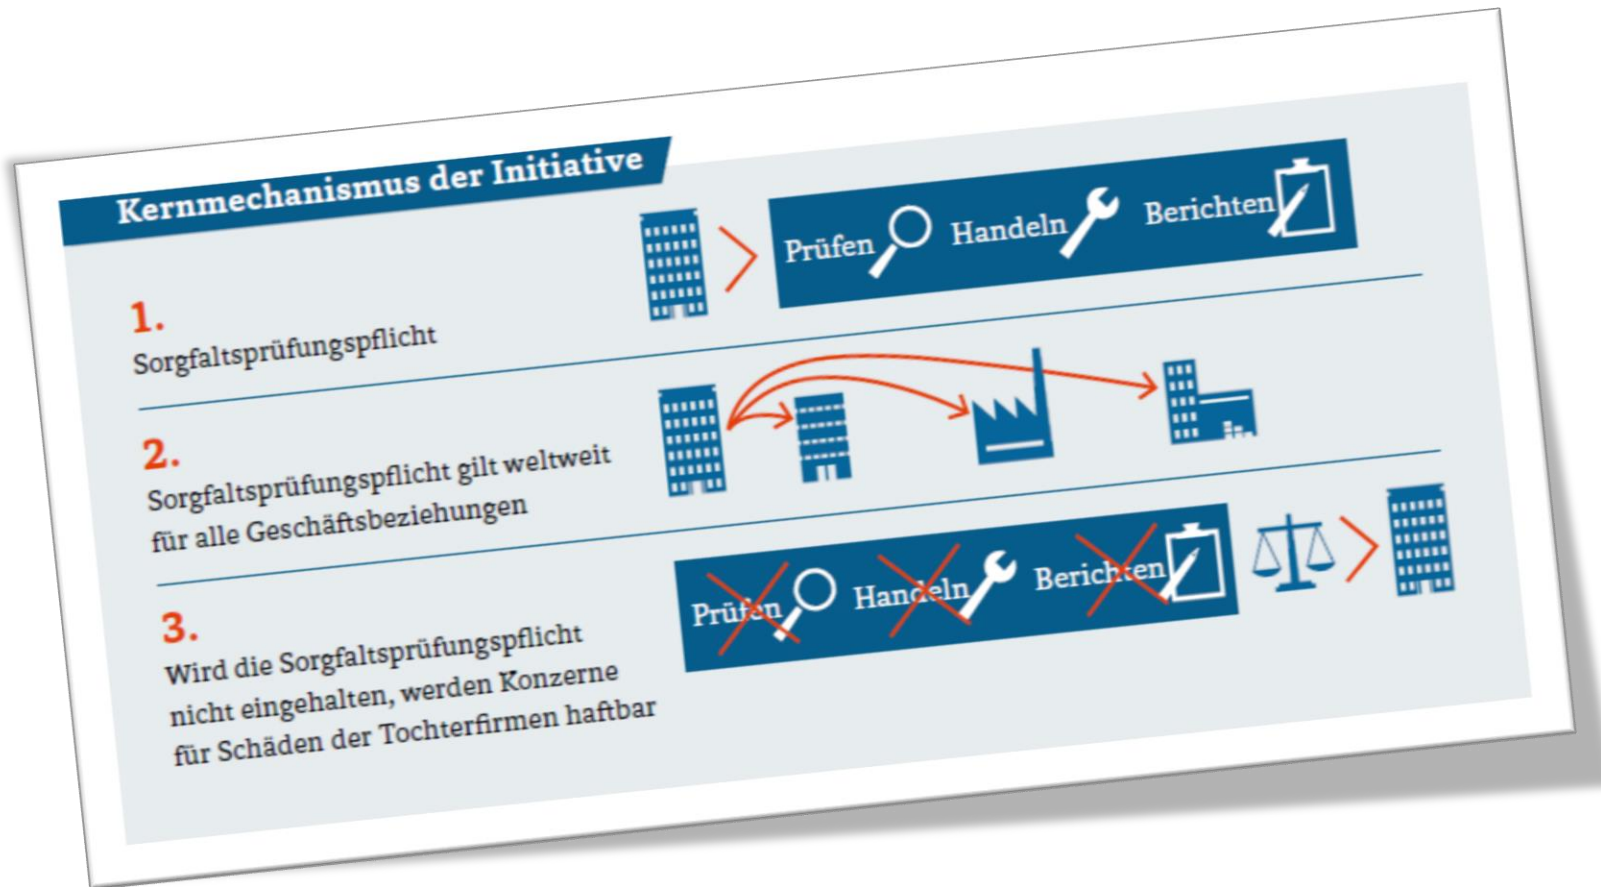 Kernmechanismus der Initiative
1.
Sorgfaltsprüfungspflicht
Prüfen Handeln Berichten
2.
Sorgfaltsprüfungspflicht gilt weltweit
für alle Geschäftsbeziehungen
3.
Wird die Sorgfaltsprüfungspflicht
nicht eingehalten, werden Konzerne
für Schäden der Tochterfirmen haftbar
Prüfen Handeln Berichten